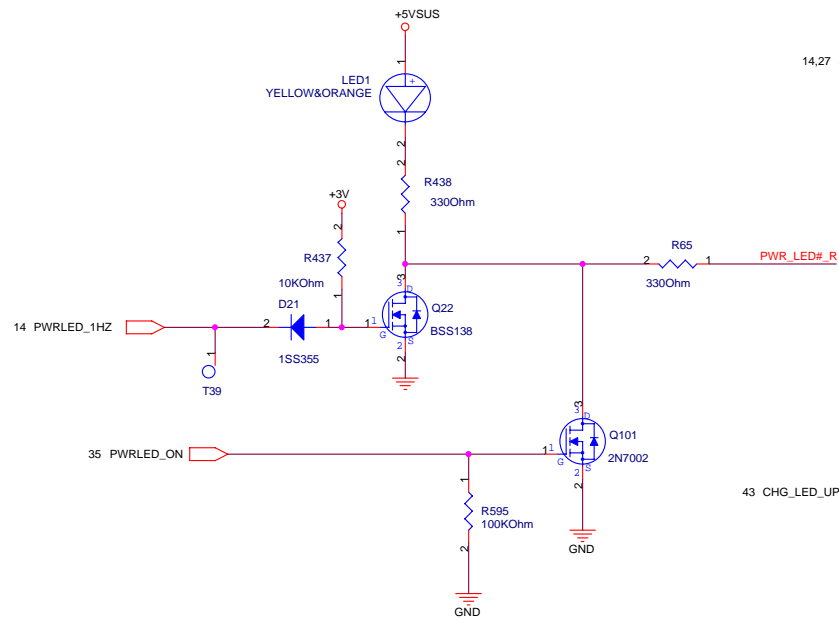 +5VSUS
14,27
1
LED1
YELLOW&ORANGE
+
2
2
R438
330Ohm
1
+3V
2
R437
10KOhm
1
R65
2
1
PWR_LED#_R
330Ohm
3
3
D
Q22
BSS138
D21
14 PWRLED_1HZ
2
1
1
1
G
2
S
2
1SS355
1
T39
3
3
D
Q101
2N7002
35 PWRLED_ON
1
1
G
2
S
2
1
R595
100KOhm
2
43 CHG_LED_UP
GND
GND